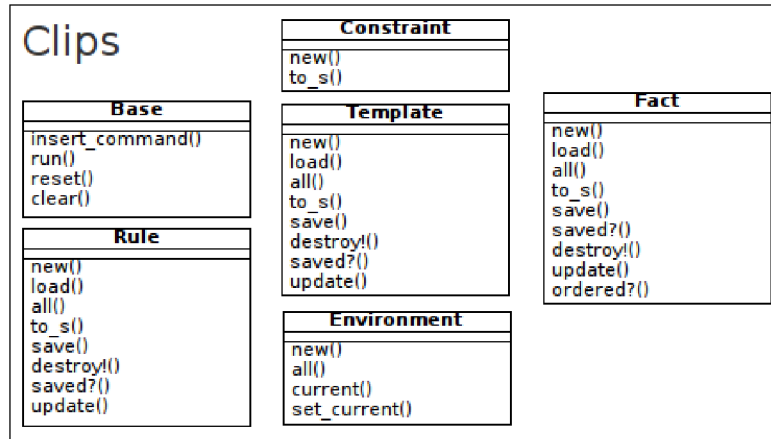 Clips
Base
insert_command()
run()
reset()
clear()
Rule
new()
load()
all()
to_s()
save()
destroy!()
saved?()
update()
Constraint
new()
to_s()
Template
new()
load()
all()
to_s()
save()
destroy!()
saved?()
update()
Environment
new()
all()
current()
set_current()
Fact
new()
load()
all()
to_s()
save()
saved?()
destroy!()
update()
ordered?()